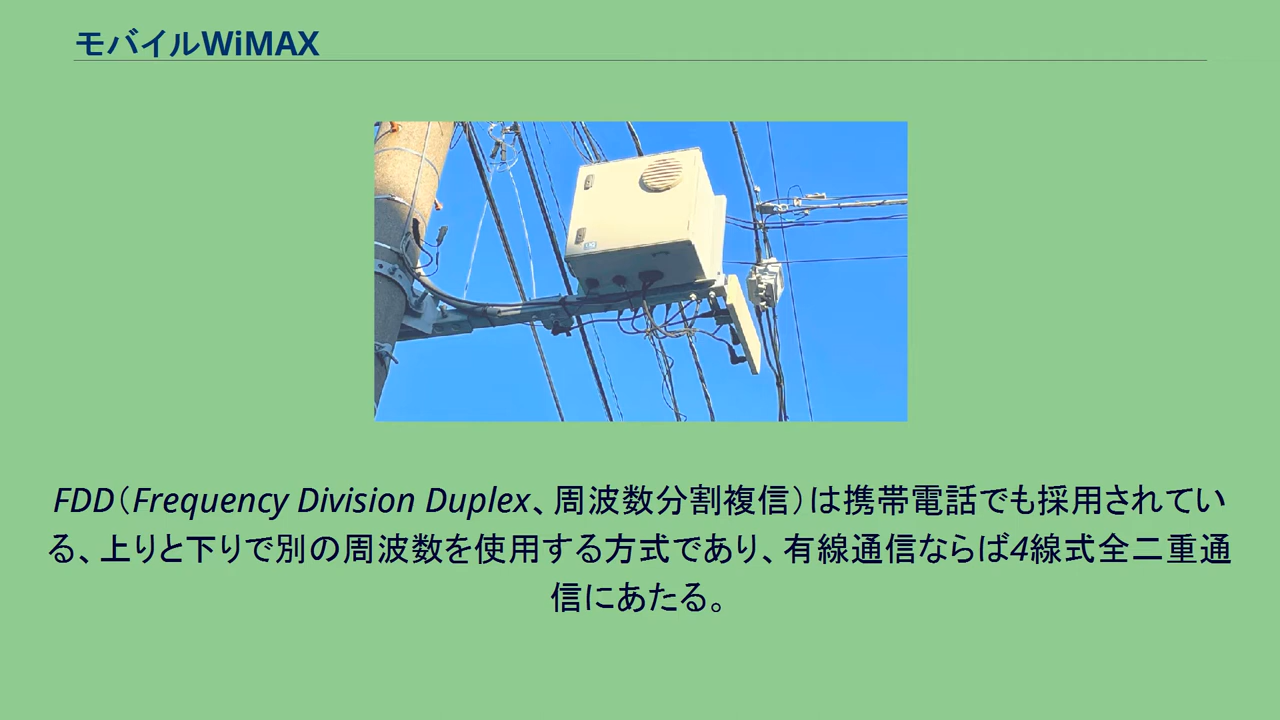 モバイルWiMAX
FDD（Frequency Division Duplex、周波数分割複信）は携帯電話でも採用されてい
る、上りと下りで別の周波数を使用する方式であり、有線通信ならば4線式全二重通
信にあたる。